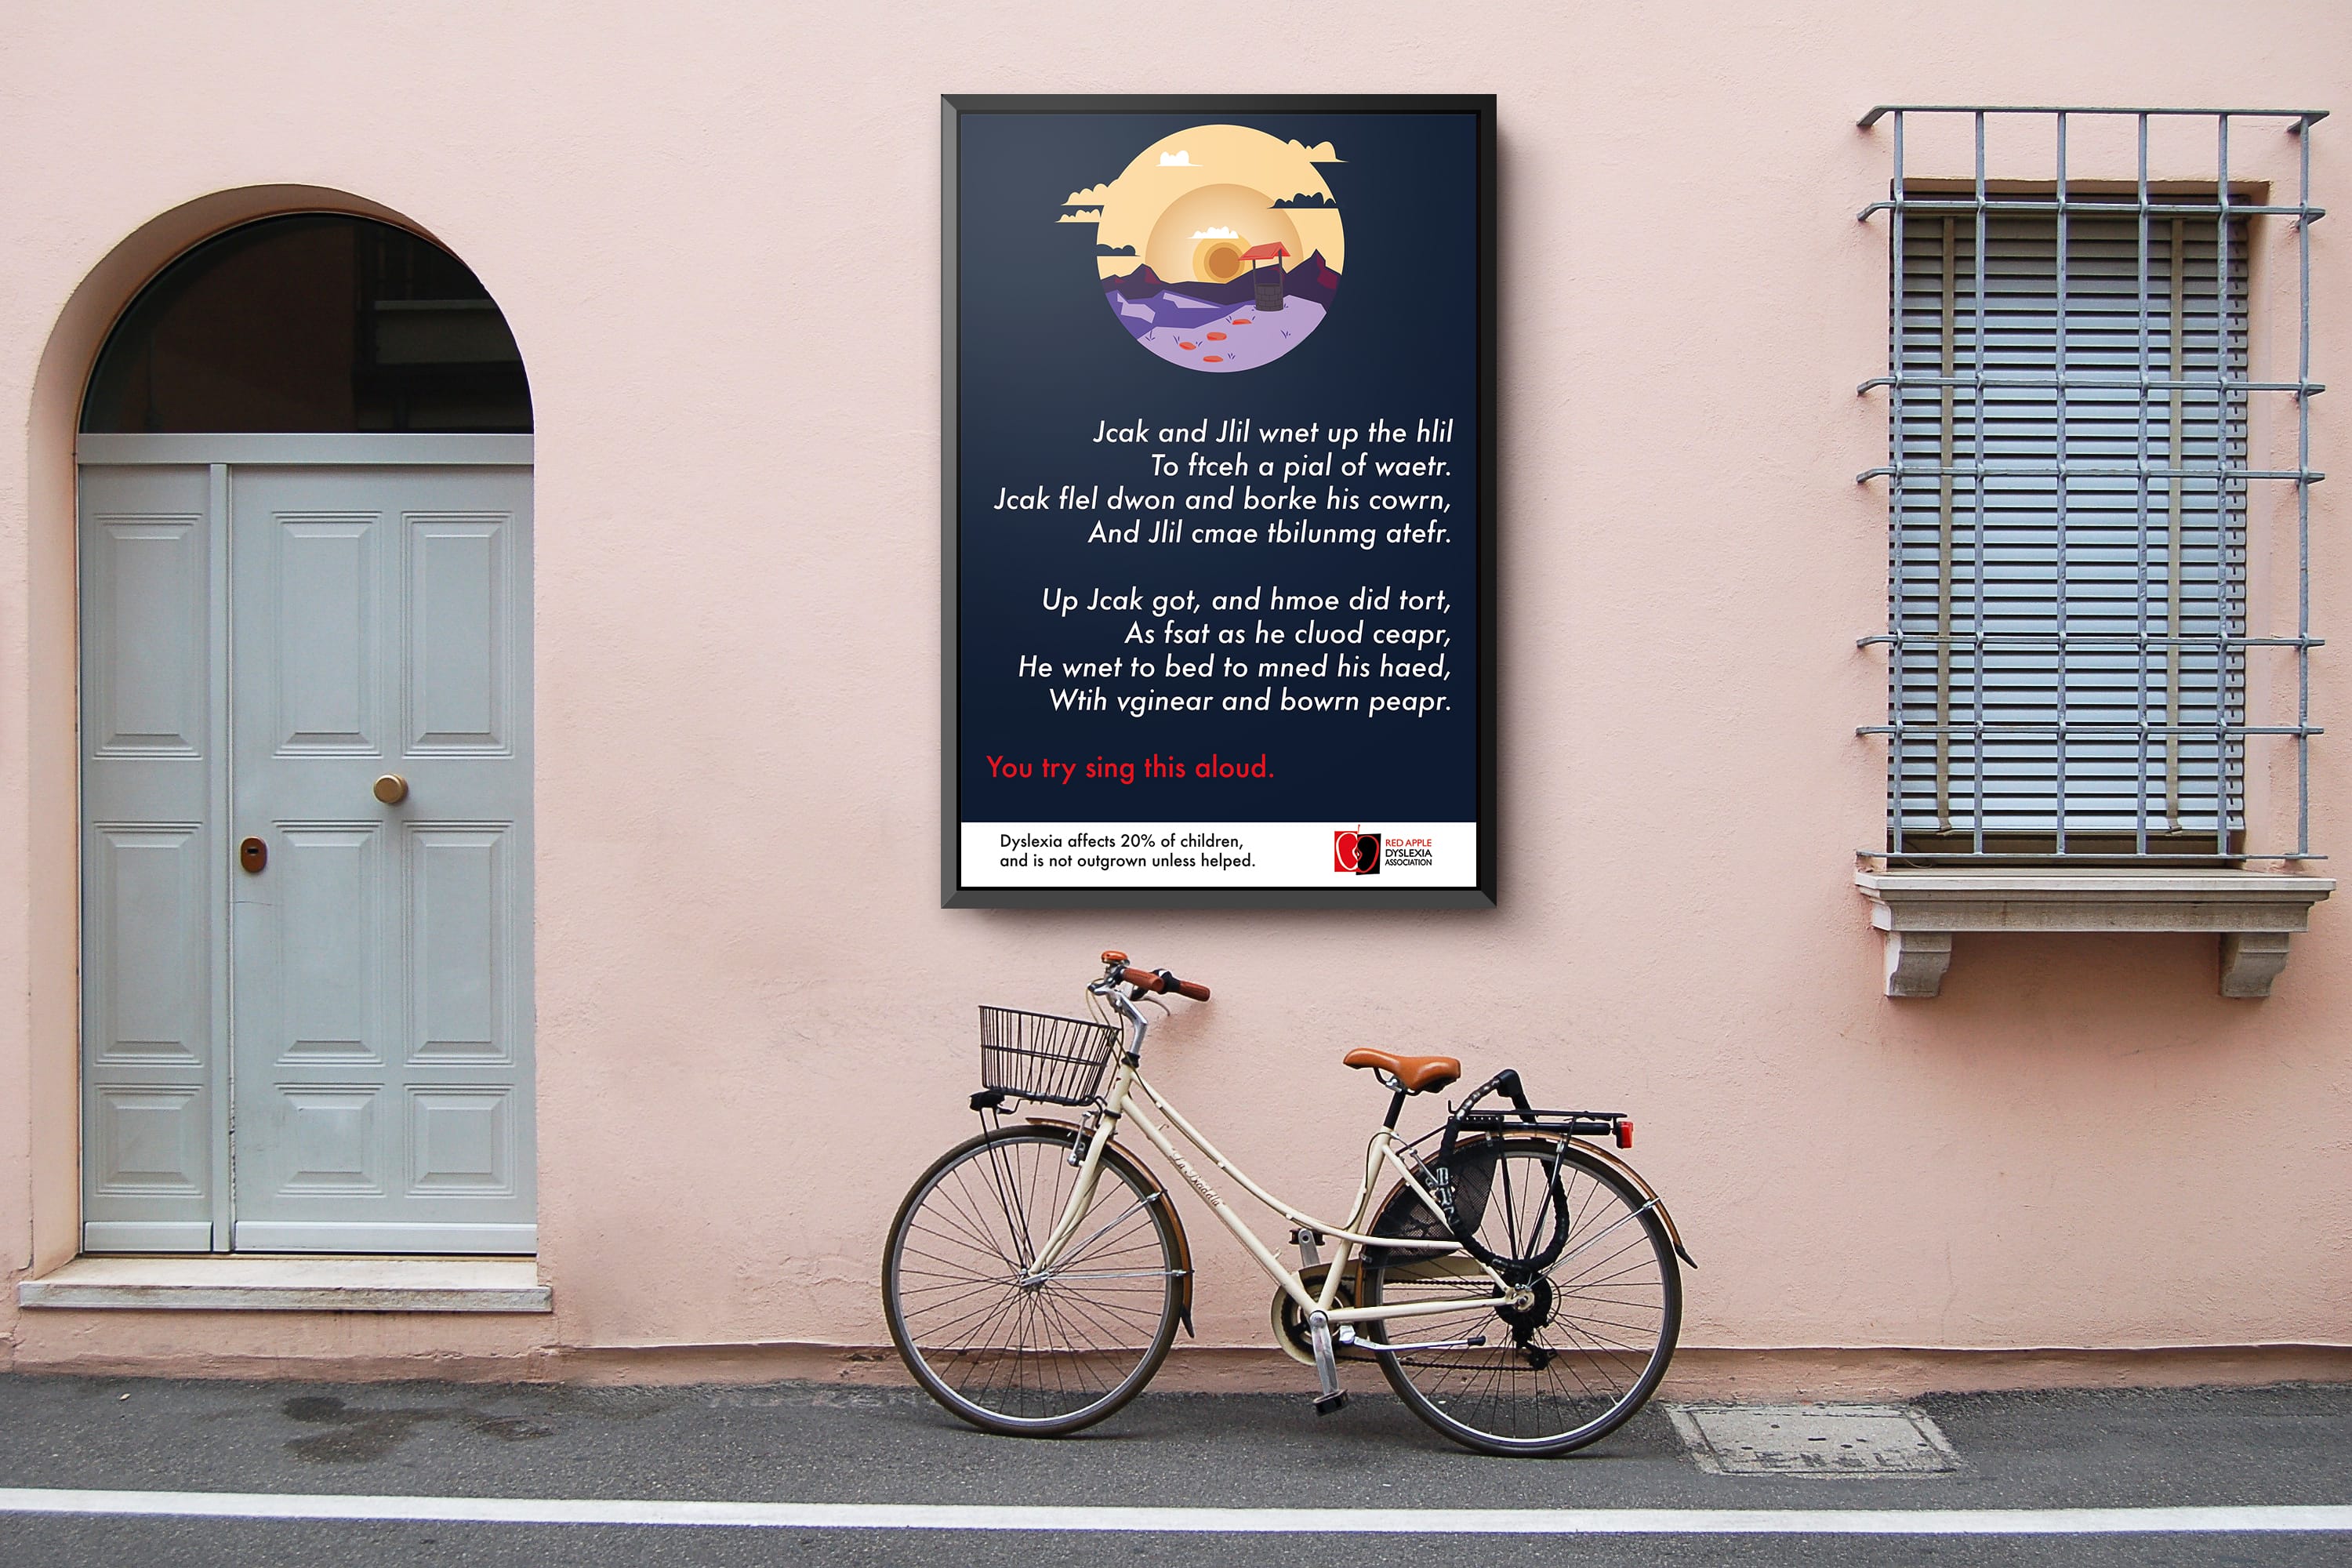 Jcak and Jlil wnet up the hlil
To ftceh a pial of waetr.
Jcak flel dwon and borke his cowrn,
And Jlil cmae tbilunmg atefr.
Up Jcak got, and hmoe did tort,
As fsat as he cluod ceapr,
He wnet to bed to mned his haed,
Wtih vginear and bowrn peapr.
You try sing this aloud.
Dyslexia affects 20% of children,
and is not outgrown unless helped.
RED APPLE
DYSLEXIA
ASSOCIATION